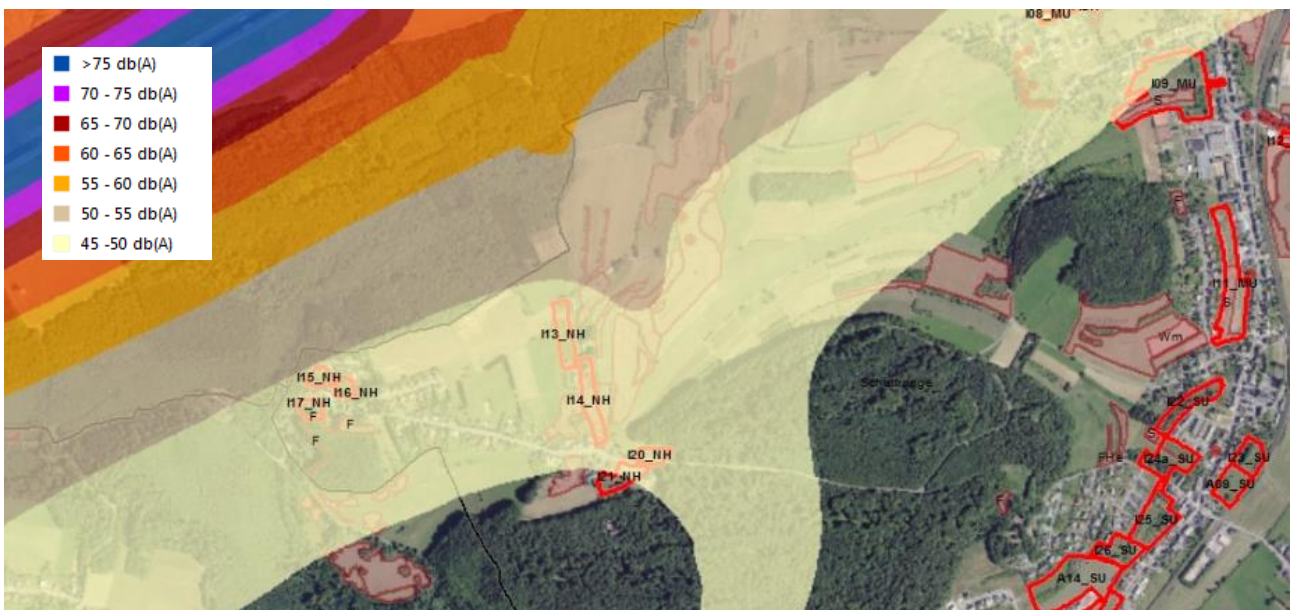 >75 db(A)
70 - 75 db(A)
65 - 70 db(A)
60 - 65 db(A)
55 - 60 db(A)
50 - 55 db(A)
45 -50 db(A)
I08_MU
I09_MU
S
F
I11_MU
S
Wm
I13_NH
I14_NH
I15_NH
I16_NH
I17_NH
F
F
F
I20_NH
I21_NH
I22_SU
S
I24a_SU
I23_SU
A09_SU
F
I25_SU
I26_SU
A14_SU